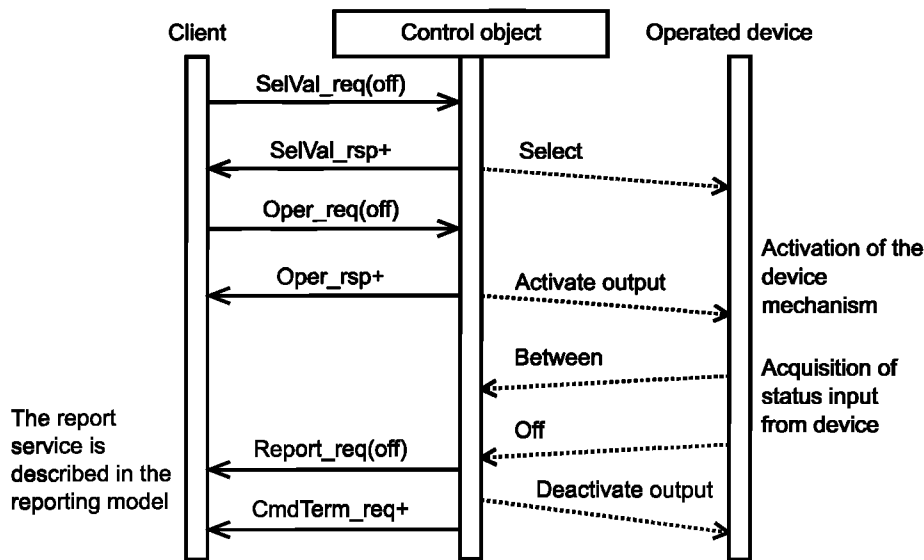 Client
Control object
Operated device
SelVal_req(off)
SelVal_rsp+
Select
Oper_req(off)
Oper_rsp+
Activate output
Activation of the
device
mechanism
Between
Acquisition of
status input
from device
Off
The report
service is
described in the
reporting model
Report_req(off)
Deactivate output
CmdTerm_req+